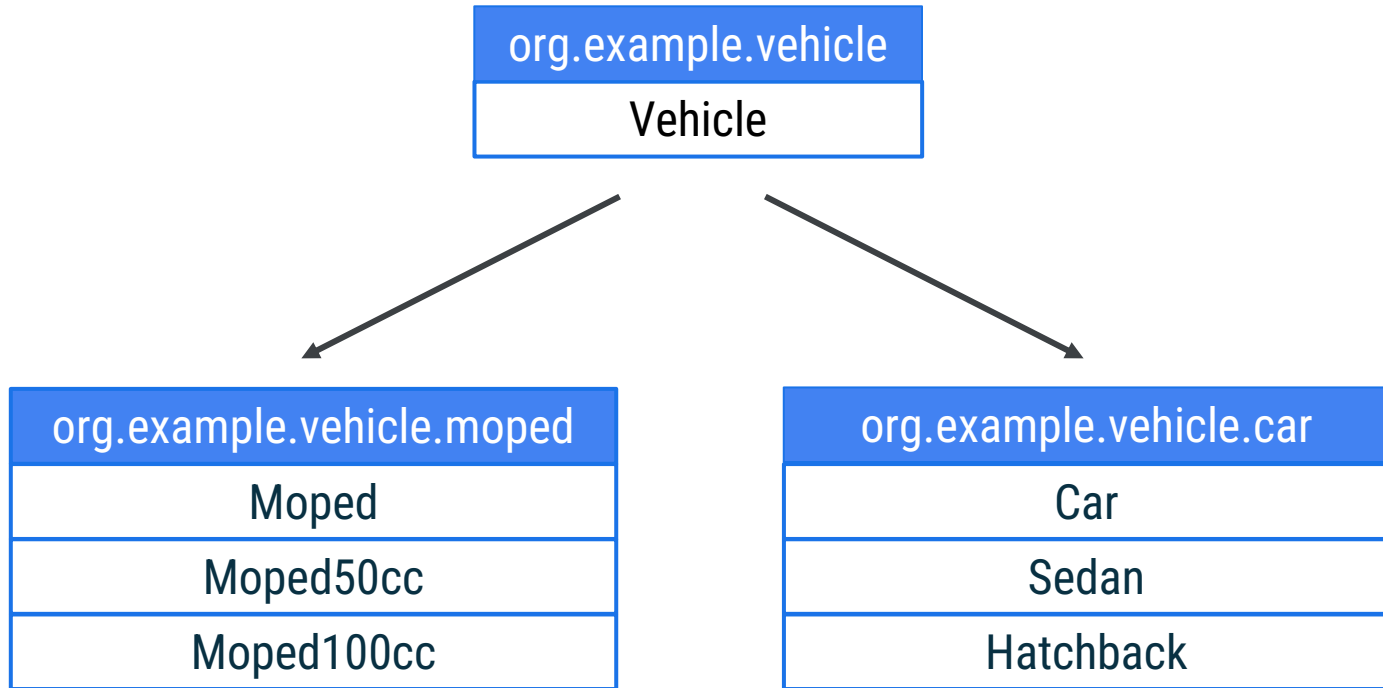 org.example.vehicle
Vehicle
org.example.vehicle.moped
Moped
Moped50cc
Moped100cc
org.example.vehicle.car
Car
Sedan
Hatchback